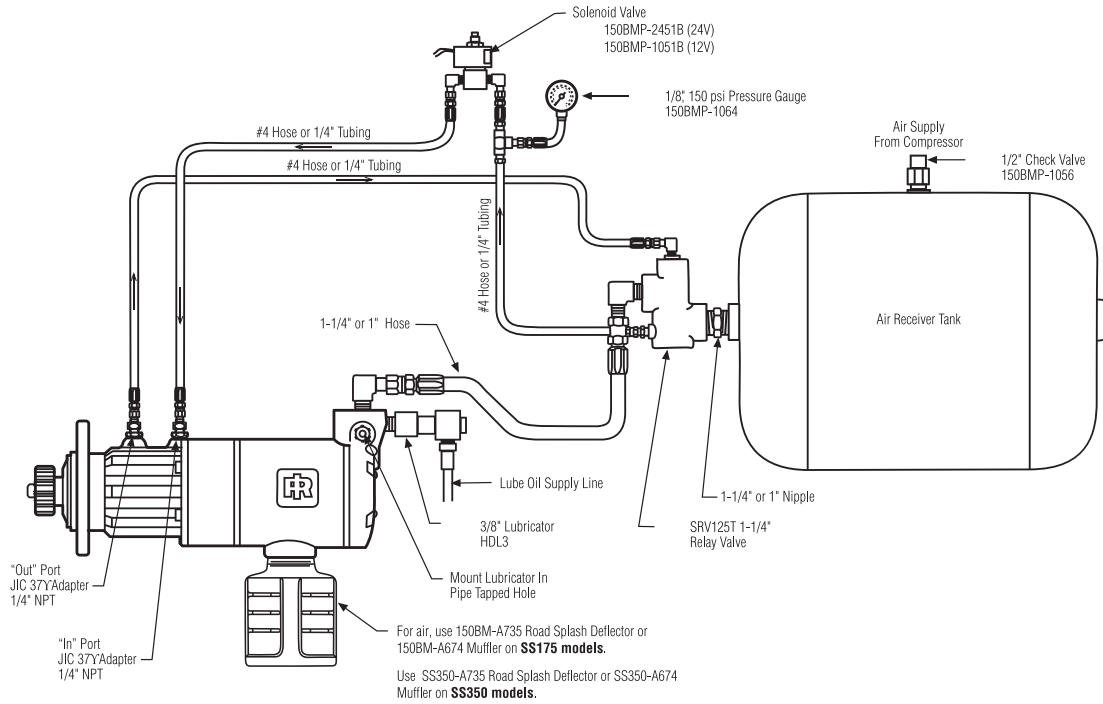 Solenoid Valve
150BMP-2451B (24V)
150BMP-1051B (12V)
1/8", 150 psi Pressure Gauge
150BMP-1064
Air Supply
From Compressor
1/2" Check Valve
150BMP-1056
#4 Hose or 1/4" Tubing
#4 Hose or 1/4" Tubing
#4 Hose or 1/4" Tubing
1-1/4" or 1" Hose
Air Receiver Tank
IR
Lube Oil Supply Line
1-1/4" or 1" Nipple
3/8" Lubricator
HDL3
SRV125T 1-1/4"
Relay Valve
"Out" Port
JIC 37ϒAdapter
1/4" NPT
Mount Lubricator In
Pipe Tapped Hole
"In" Port
JIC 37ϒAdapter
1/4" NPT
For air, use 150BM-A735 Road Splash Deflector or
150BM-A674 Muffler on SS175 models.
Use SS350-A735 Road Splash Deflector or SS350-A674
Muffler on SS350 models.